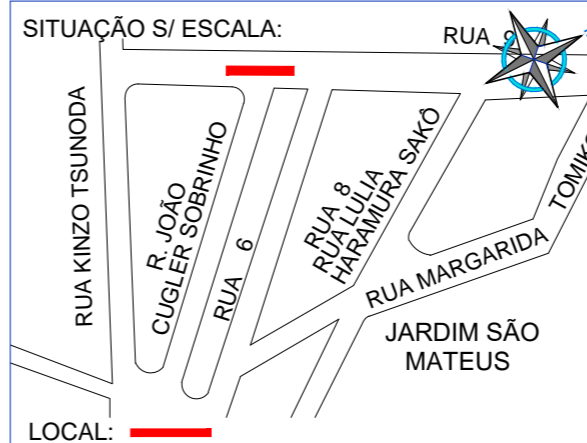 SITUAÇÃO S/ ESCALA:
RUA 9
RUA KINZO TSUNODA
R. JOÃO
CUGLER SOBRINHO
RUA 6
RUA 8
RUA LULIA
HARAMURA SAKÔ
RUA MARGARIDA
JARDIM SÃO
MATEUS
LOCAL: